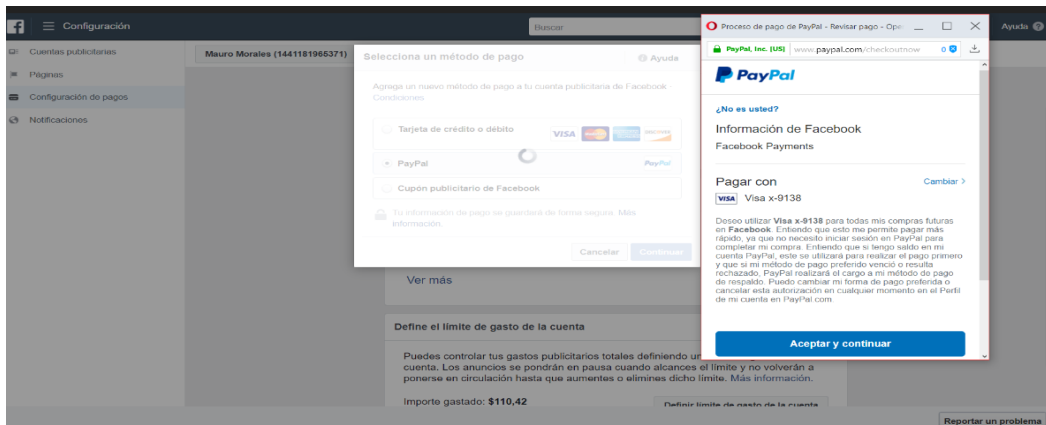 Configuración
Buscar
Ayuda
Cuentas publicitarias
Páginas
Configuración de pagos
Notificaciones
Mauro Morales (1441181965371)
Selecciona un método de pago
Ayuda
Agrega un nuevo método de pago a tu cuenta publicitaria de Facebook
Condiciones
Tarjeta de crédito o débito
VISA
DISCOVER
PayPal
PayPal
Cupón publicitario de Facebook
Tu información de pago se guardará de forma segura. Más
información.
Cancelar
Continuar
Ver más
Define el límite de gasto de la cuenta
Puedes controlar tus gastos publicitarios totales definiendo
cuenta. Los anuncios se pondrán en pausa cuando alcances el límite y no volverán a
ponerse en circulación hasta que aumentes o elimines dicho límite. Más información.
Importe gastado: $110,42
Definir límite de gasto de la cuenta
Reportar un problema
Proceso de pago de PayPal - Revisar pago - Ope
PayPal, Inc. [US]
www.paypal.com/checkoutnow
0
PayPal
¿No es usted?
Información de Facebook
Facebook Payments
Pagar con
Cambiar >
VISA Visa x-9138
Deseo utilizar Visa x-9138 para todas mis compras futuras
en Facebook. Entiendo que esto me permite pagar más
rápido, ya que no necesito iniciar sesión en PayPal para
completar mi compra. Entiendo que si tengo saldo en mi
cuenta PayPal, este se utilizará para realizar el pago primero
y que si mi método de pago preferido venció o resulta
rechazado, PayPal realizará el cargo a mi método de pago
de respaldo. Puedo cambiar mi forma de pago preferida o
cancelar esta autorización en cualquier momento en el Perfil
de mi cuenta en PayPal.com.
Aceptar y continuar